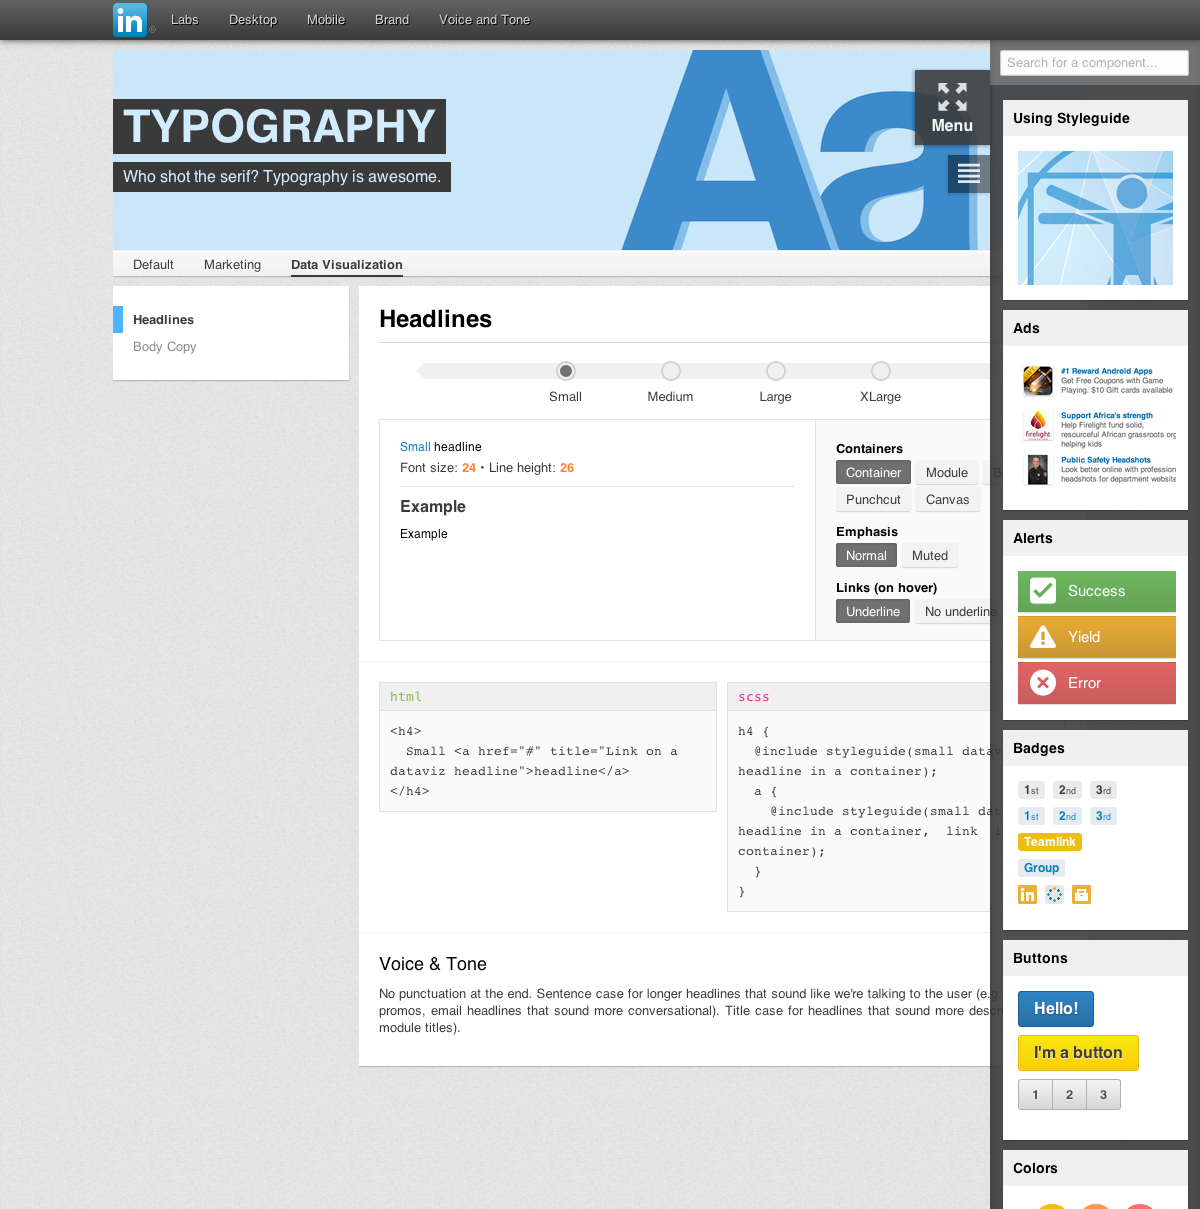 in ® Labs Desktop Mobile Brand Voice and Tone
TYPOGRAPHY
Who shot the serif? Typography is awesome.
Aa
Menu
Default Marketing Data Visualization
Headlines
Body Copy
Headlines
Small Medium Large XLarge
Small headline
Font size: 24 • Line height: 26
Example
Example
Containers
Container Module B
Punchcut Canvas
Emphasis
Normal Muted
Links (on hover)
Underline No underline
html
<h4>
Small <a href="#" title="Link on a
dataviz headline">headline</a>
</h4>
scss
h4 {
@include styleguide(small datav
headline in a container);
a {
@include styleguide(small dat
headline in a container, link i
container);
}
}
Voice & Tone
No punctuation at the end. Sentence case for longer headlines that sound like we're talking to the user (e.g.
promos, email headlines that sound more conversational). Title case for headlines that sound more descri
module titles).
Search for a component...
Using Styleguide
Ads
#1 Reward Android Apps
Get Free Coupons with Game
Playing. $10 Gift cards available
firelight
Support Africa's strength
Help Firelight fund solid,
resourceful African grassroots org
helping kids
Public Safety Headshots
Look better online with profession
headshots for department website
Alerts
Success
Yield
Error
Badges
1st 2nd 3rd
1st 2nd 3rd
Teamlink
Group
in
Buttons
Hello!
I'm a button
1 2 3
Colors